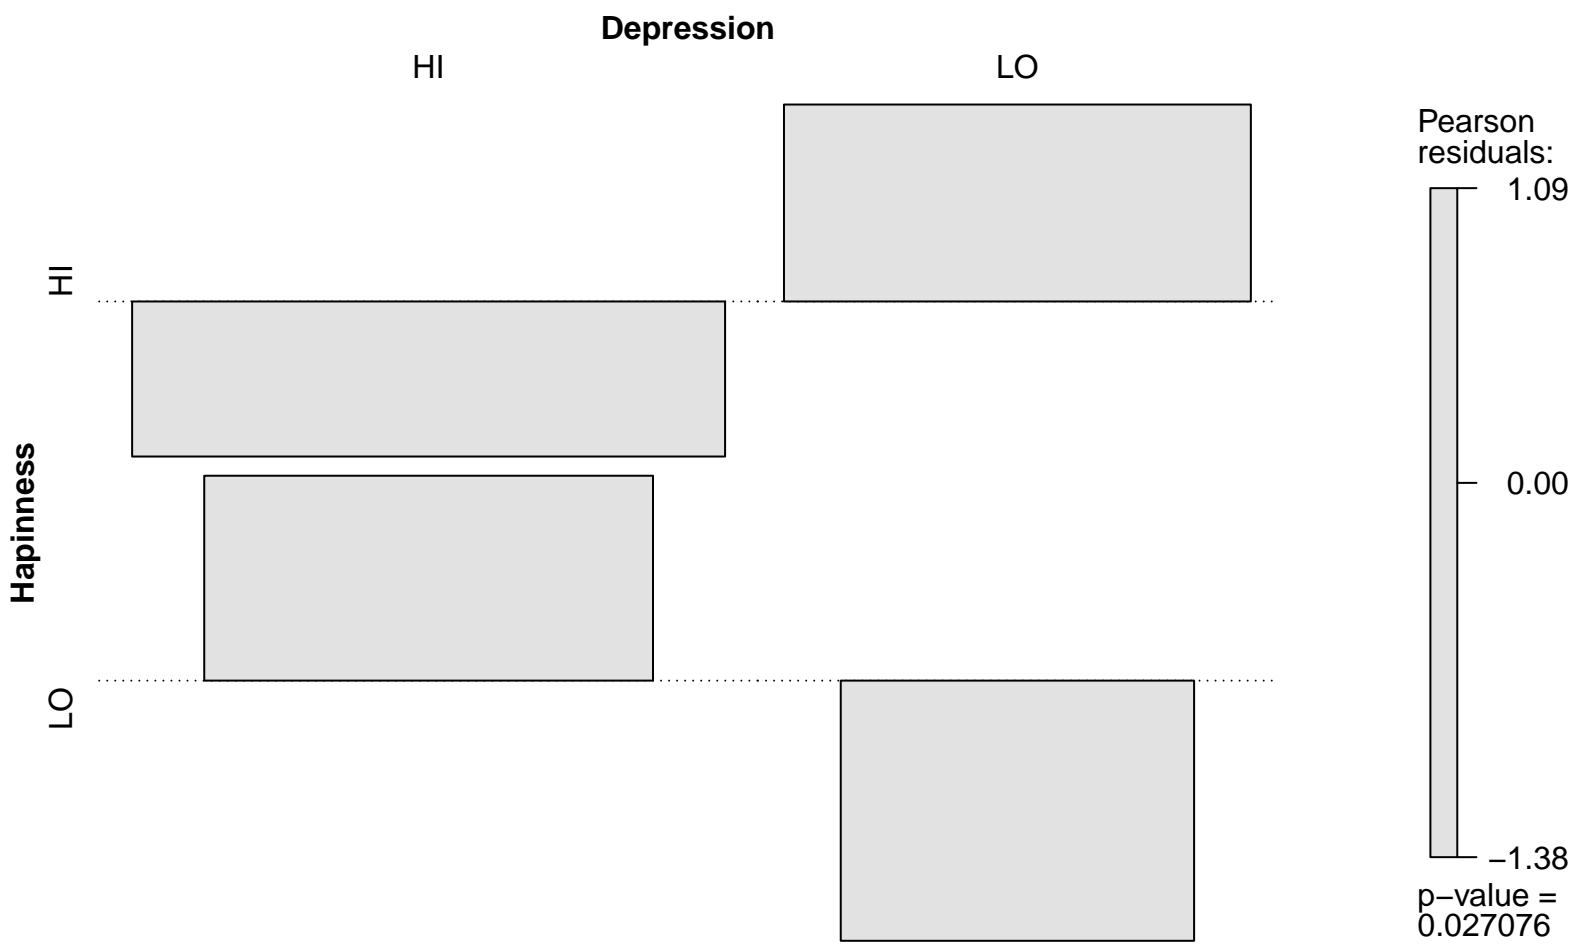 Depression
HI
LO
Hapinness
HI
LO
Pearson
residuals:
1.09
0.00
−1.38
p−value =
0.027076